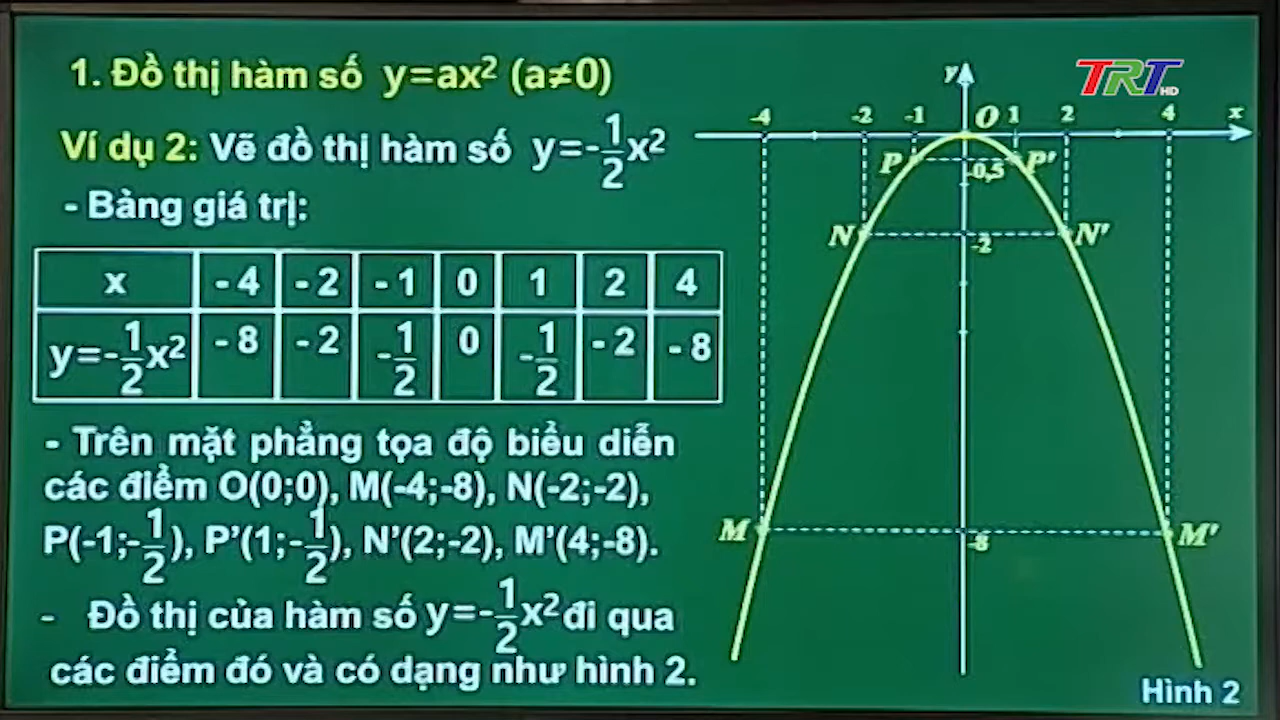 1. Đồ thị hàm số y=ax² (a≠0)
Ví dụ 2: Vẽ đồ thị hàm số y=-1/2x²
- Bảng giá trị:
x -4 -2 -1 0 1 2 4
y=-1/2x² -8 -2 -1/2 0 -1/2 -2 -8
- Trên mặt phẳng tọa độ biểu diễn
các điểm O(0;0), M(-4;-8), N(-2;-2),
P(-1;-1/2), P'(1;-1/2), N'(2;-2), M'(4;-8).
- Đồ thị của hàm số y=-1/2x² đi qua
các điểm đó và có dạng như hình 2.
TRT HD
y
-4 -2 -1 O 1 2 4 x
P -0,5 P'
N -2 N'
M -8 M'
Hình 2